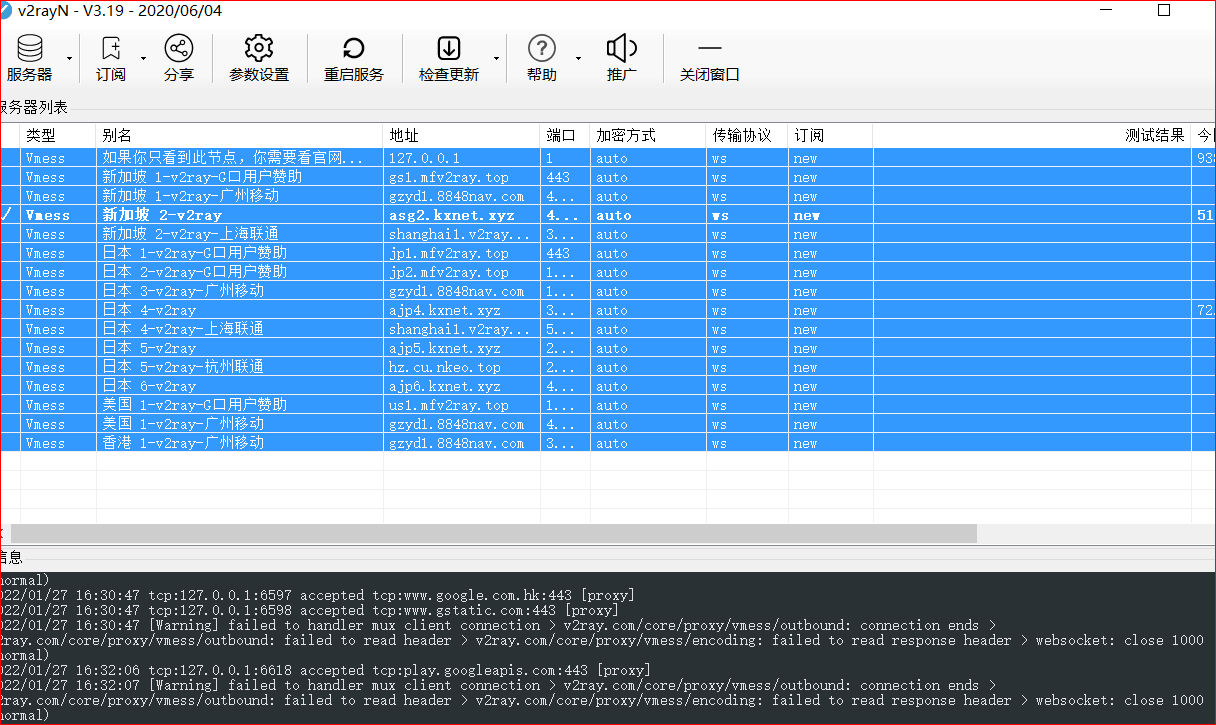 v2rayN - V3.19 - 2020/06/04
服务器 订阅 分享 参数设置 重启服务 检查更新 帮助 推广 关闭窗口
服务器列表
类型 别名 地址 端口 加密方式 传输协议 订阅 测试结果 今
Vmess 如果你只看到此节点，你需要看官网... 127.0.0.1 1 auto ws new 93
Vmess 新加坡 1-v2ray-G口用户赞助 gs1.mfv2ray.top 443 auto ws new
Vmess 新加坡 1-v2ray-广州移动 gzyd1.8848nav.com 4... auto ws new
✓ Vmess 新加坡 2-v2ray asg2.kxnet.xyz 4... auto ws new 51
Vmess 新加坡 2-v2ray-上海联通 shanghai1.v2ray... 3... auto ws new
Vmess 日本 1-v2ray-G口用户赞助 jp1.mfv2ray.top 443 auto ws new
Vmess 日本 2-v2ray-G口用户赞助 jp2.mfv2ray.top 1... auto ws new
Vmess 日本 3-v2ray-广州移动 gzyd1.8848nav.com 1... auto ws new
Vmess 日本 4-v2ray ajp4.kxnet.xyz 3... auto ws new 72.
Vmess 日本 4-v2ray-上海联通 shanghai1.v2ray... 5... auto ws new
Vmess 日本 5-v2ray ajp5.kxnet.xyz 2... auto ws new
Vmess 日本 5-v2ray-杭州联通 hz.cu.nkeo.top 2... auto ws new
Vmess 日本 6-v2ray ajp6.kxnet.xyz 4... auto ws new
Vmess 美国 1-v2ray-G口用户赞助 us1.mfv2ray.top 1... auto ws new
Vmess 美国 1-v2ray-广州移动 gzyd1.8848nav.com 4... auto ws new
Vmess 香港 1-v2ray-广州移动 gzyd1.8848nav.com 3... auto ws new
信息
normal)
022/01/27 16:30:47 tcp:127.0.0.1:6597 accepted tcp:www.google.com.hk:443 [proxy]
022/01/27 16:30:47 tcp:127.0.0.1:6598 accepted tcp:www.gstatic.com:443 [proxy]
022/01/27 16:30:47 [Warning] failed to handler mux client connection > v2ray.com/core/proxy/vmess/outbound: connection ends >
2ray.com/core/proxy/vmess/outbound: failed to read header > v2ray.com/core/proxy/vmess/encoding: failed to read response header > websocket: close 1000
normal)
022/01/27 16:32:06 tcp:127.0.0.1:6618 accepted tcp:play.googleapis.com:443 [proxy]
022/01/27 16:32:07 [Warning] failed to handler mux client connection > v2ray.com/core/proxy/vmess/outbound: connection ends >
2ray.com/core/proxy/vmess/outbound: failed to read header > v2ray.com/core/proxy/vmess/encoding: failed to read response header > websocket: close 1000
normal)